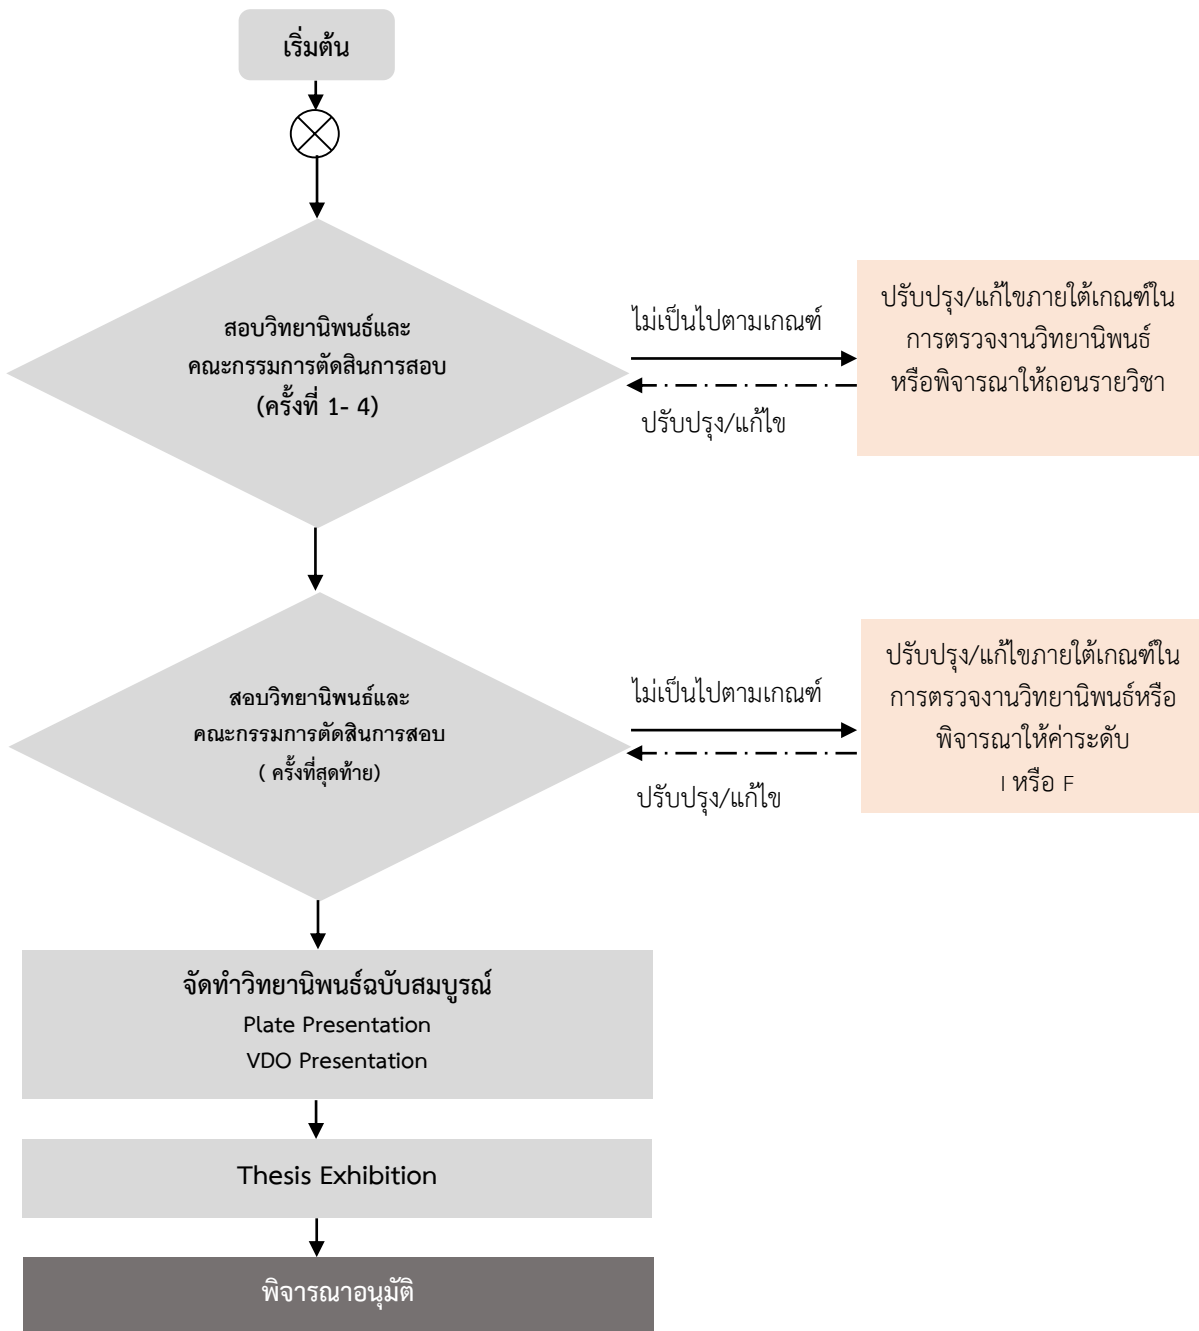 เริ่มต้น
สอบวิทยานิพนธ์และ
คณะกรรมการตัดสินการสอบ
(ครั้งที่ 1- 4)
ไม่เป็นไปตามเกณฑ์
ปรับปรุง/แก้ไข
ปรับปรุง/แก้ไขภายใต้เกณฑ์ใน
การตรวจงานวิทยานิพนธ์
หรือพิจารณาให้ถอนรายวิชา
สอบวิทยานิพนธ์และ
คณะกรรมการตัดสินการสอบ
( ครั้งที่สุดท้าย)
ไม่เป็นไปตามเกณฑ์
ปรับปรุง/แก้ไข
ปรับปรุง/แก้ไขภายใต้เกณฑ์ใน
การตรวจงานวิทยานิพนธ์หรือ
พิจารณาให้ค่าระดับ
I หรือ F
จัดทำวิทยานิพนธ์ฉบับสมบูรณ์
Plate Presentation
VDO Presentation
Thesis Exhibition
พิจารณาอนุมัติ